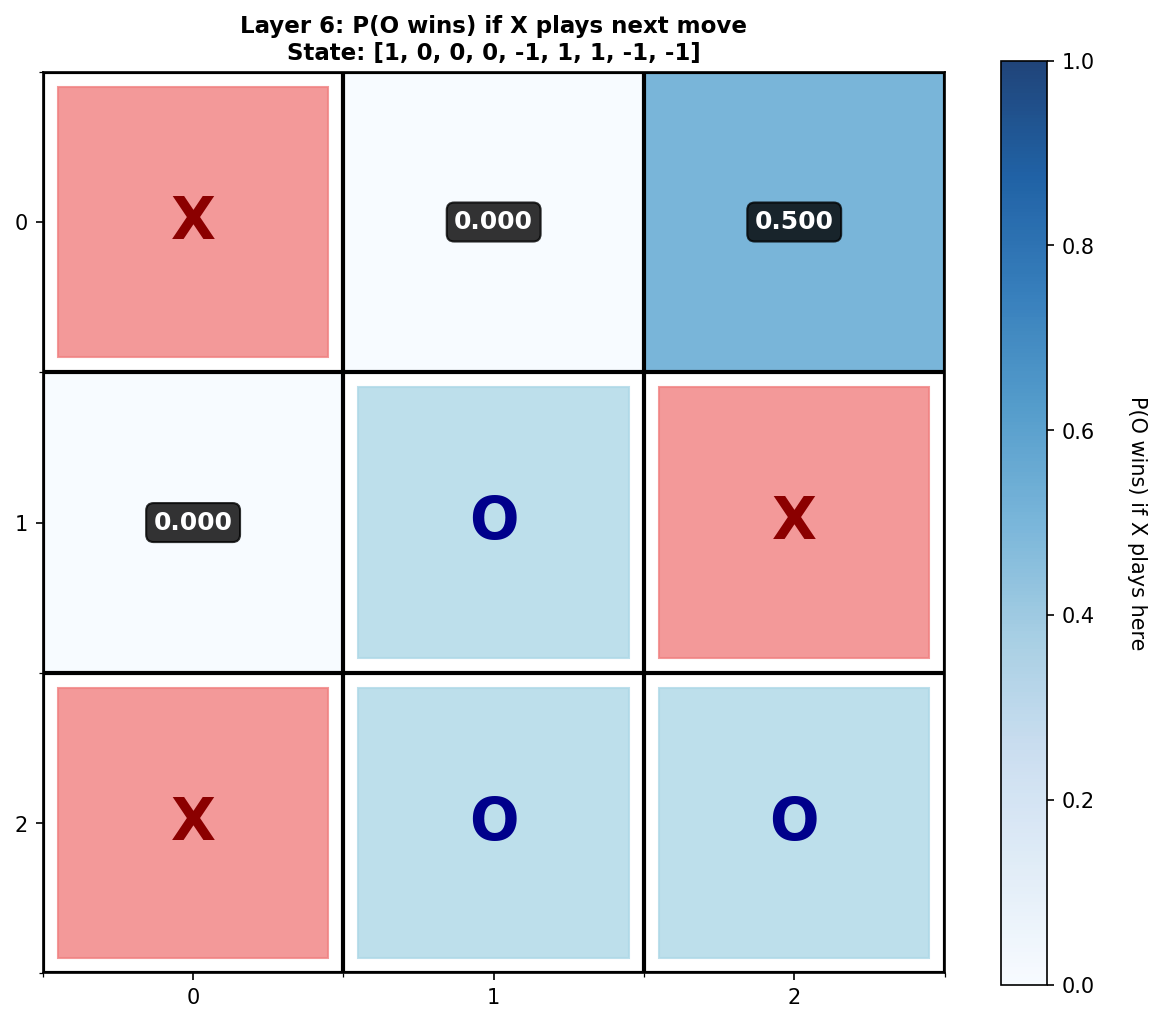 Layer 6: P(O wins) if X plays next move
State: [1, 0, 0, 0, -1, 1, 1, -1, -1]
0
X
0.000
0.500
1
0.000
O
X
2
X
O
O
0
1
2
1.0
0.8
0.6
0.4
0.2
0.0
P(O wins) if X plays here